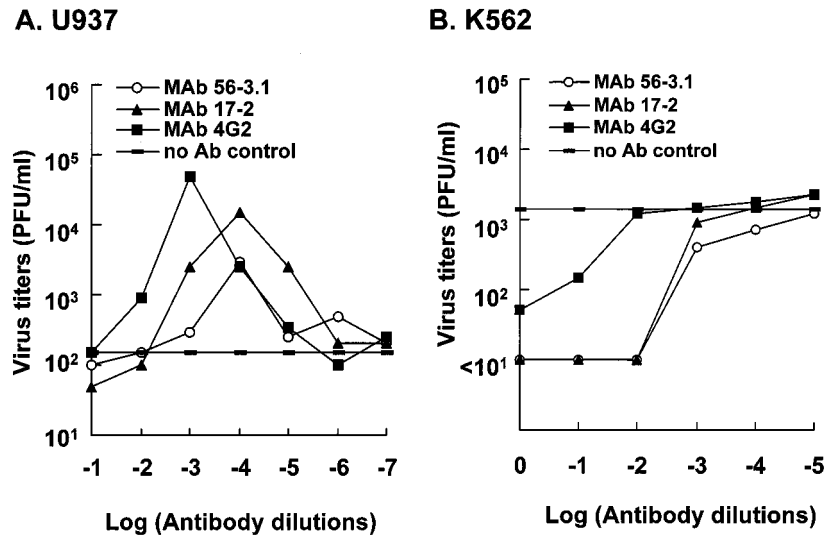 A. U937
10⁶
10⁵
10⁴
10³
10²
10¹
Virus titers (PFU/ml)
MAb 56-3.1
MAb 17-2
MAb 4G2
no Ab control
-1 -2 -3 -4 -5 -6 -7
Log (Antibody dilutions)
B. K562
10⁵
10⁴
10³
10²
<10¹
Virus titers (PFU/ml)
MAb 56-3.1
MAb 17-2
MAb 4G2
no Ab control
0 -1 -2 -3 -4 -5
Log (Antibody dilutions)